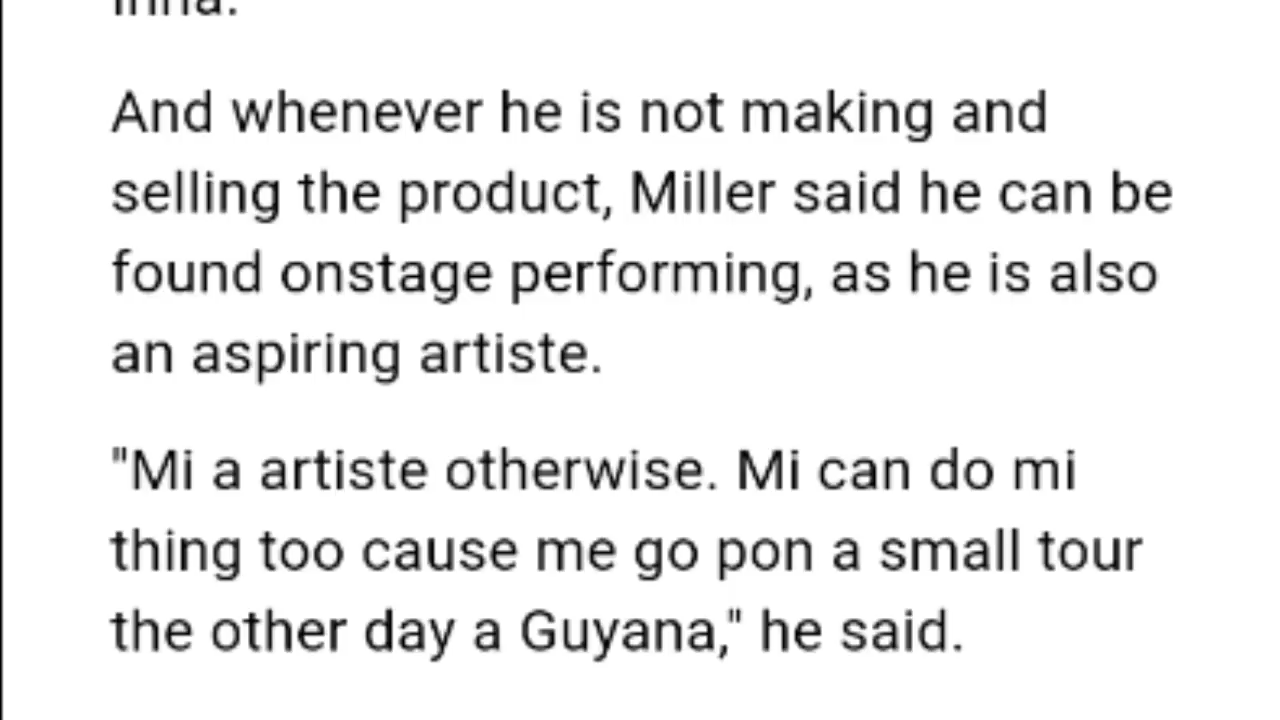 And whenever he is not making and
selling the product, Miller said he can be
found onstage performing, as he is also
an aspiring artiste.
"Mi a artiste otherwise. Mi can do mi
thing too cause me go pon a small tour
the other day a Guyana," he said.